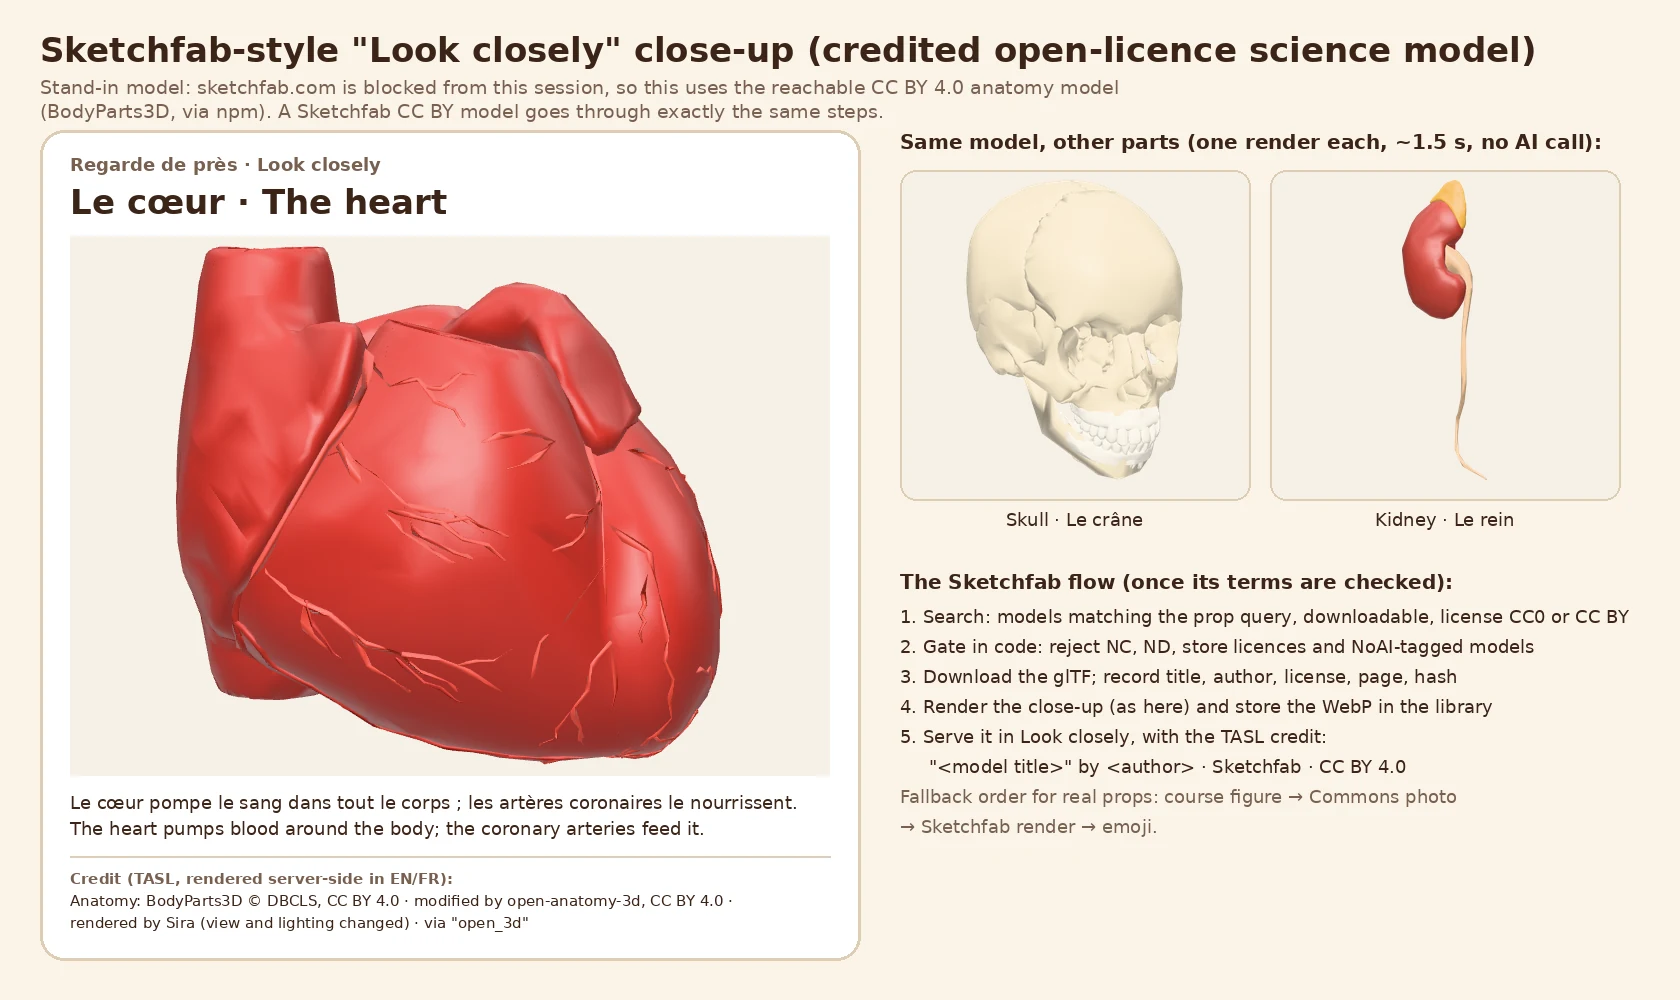 Sketchfab-style "Look closely" close-up (credited open-licence science model)
Stand-in model: sketchfab.com is blocked from this session, so this uses the reachable CC BY 4.0 anatomy model
(BodyParts3D, via npm). A Sketchfab CC BY model goes through exactly the same steps.
Regarde de près · Look closely
Le cœur · The heart
Le cœur pompe le sang dans tout le corps ; les artères coronaires le nourrissent.
The heart pumps blood around the body; the coronary arteries feed it.
Credit (TASL, rendered server-side in EN/FR):
Anatomy: BodyParts3D © DBCLS, CC BY 4.0 · modified by open-anatomy-3d, CC BY 4.0 ·
rendered by Sira (view and lighting changed) · via "open_3d"
Same model, other parts (one render each, ~1.5 s, no AI call):
Skull · Le crâne
Kidney · Le rein
The Sketchfab flow (once its terms are checked):
1. Search: models matching the prop query, downloadable, license CC0 or CC BY
2. Gate in code: reject NC, ND, store licences and NoAI-tagged models
3. Download the glTF; record title, author, license, page, hash
4. Render the close-up (as here) and store the WebP in the library
5. Serve it in Look closely, with the TASL credit:
"<model title>" by <author> · Sketchfab · CC BY 4.0
Fallback order for real props: course figure → Commons photo
→ Sketchfab render → emoji.